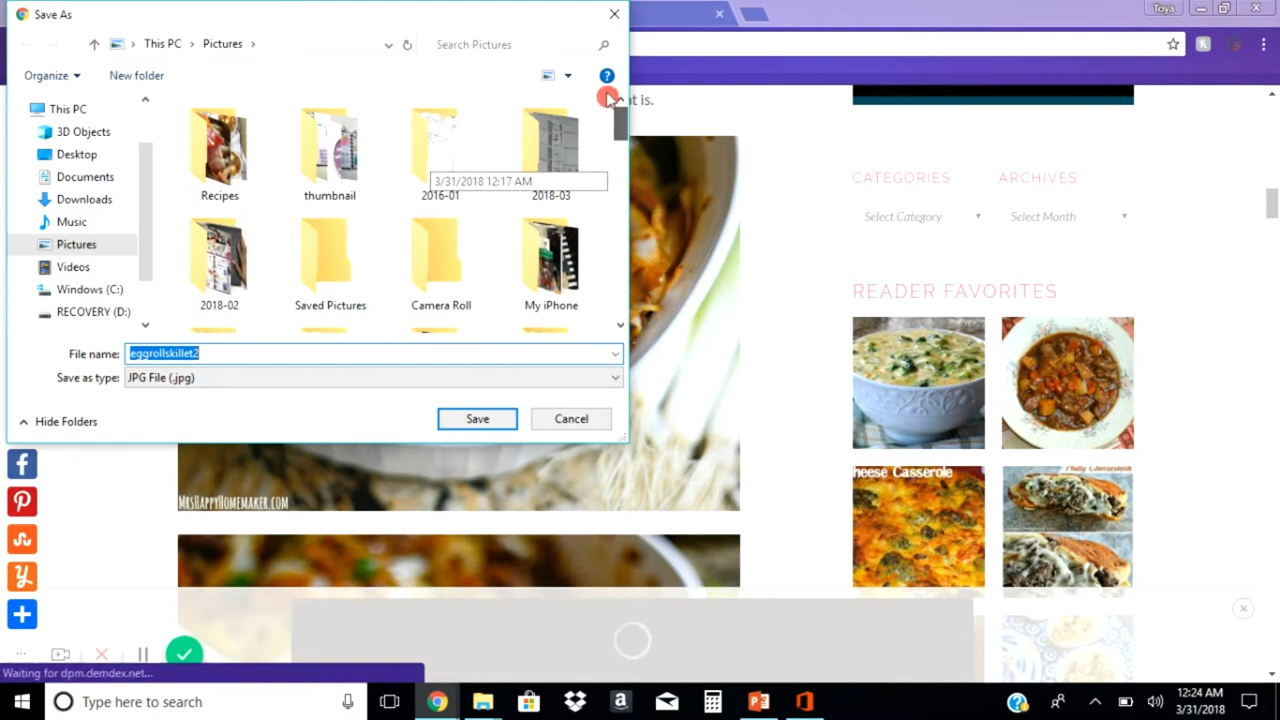 Save As
Toya
This PC
Pictures
Search Pictures
Organize
New folder
at is.
This PC
3D Objects
Desktop
Documents
Downloads
Music
Pictures
Videos
Windows (C:)
RECOVERY (D:)
Recipes
thumbnail
2016-01
2018-03
3/31/2018 12:17 AM
2018-02
Saved Pictures
Camera Roll
My iPhone
File name:
eggrollskillet2
Save as type:
JPG File (.jpg)
Hide Folders
Save
Cancel
CATEGORIES
ARCHIVES
Select Category
Select Month
READER FAVORITES
heese Casserole
Philly Cheesesteak
MRSHAPPYHOMEMAKER.COM
Waiting for dpm.demdex.net...
Type here to search
12:24 AM
3/31/2018